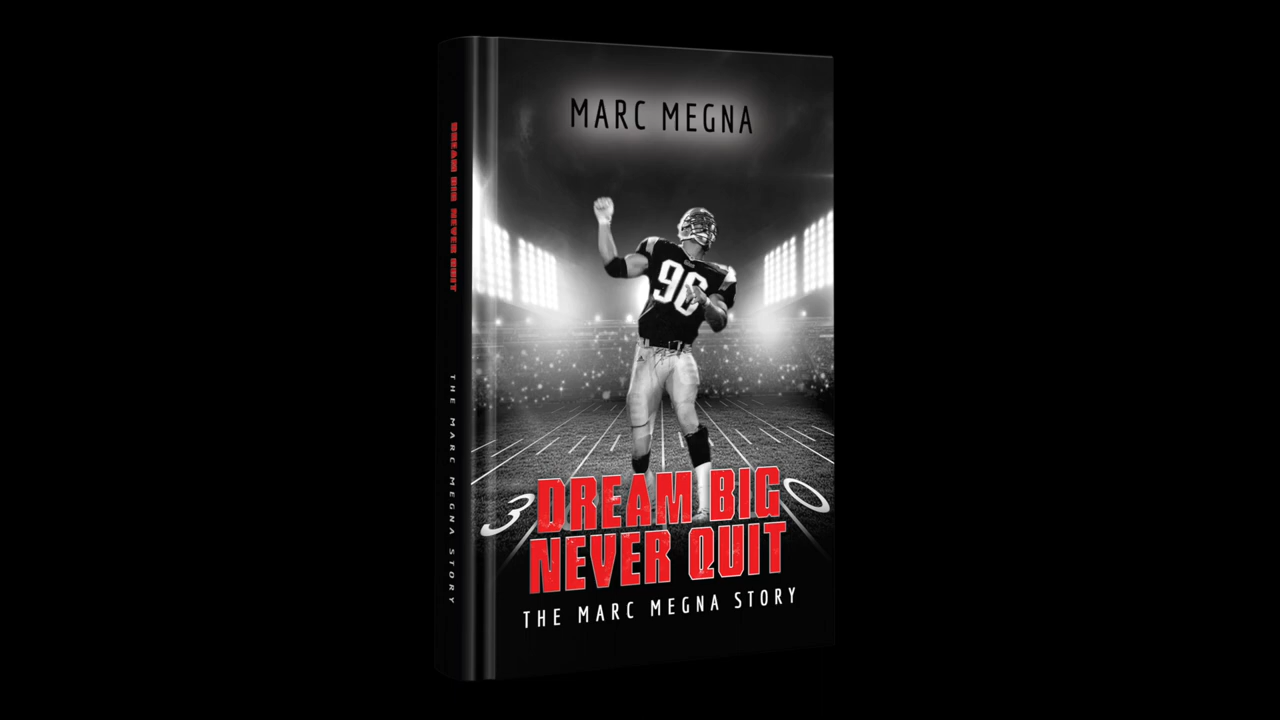 MARC MEGNA
96
3 0
DREAM BIG
NEVER QUIT
THE MARC MEGNA STORY
DREAM BIG NEVER QUIT
THE MARC MEGNA STORY